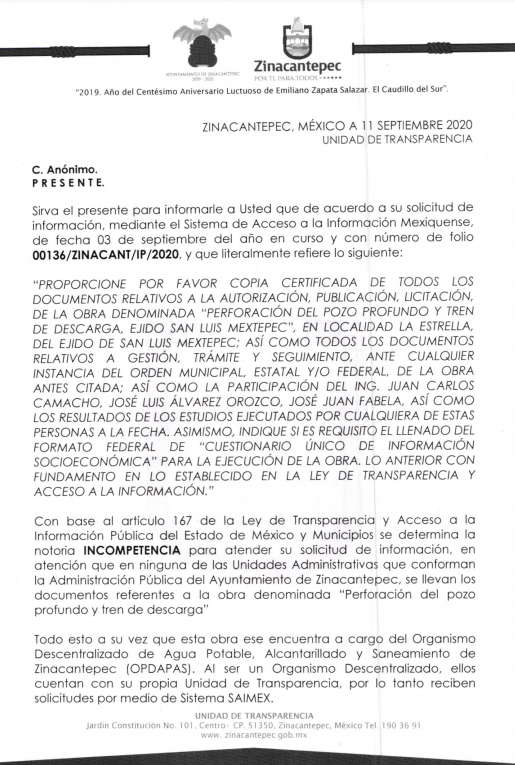 AYUNTAMIENTO DE ZINACANTEPEC
2019 - 2021
Zinacantepec
POR TI, PARA TODOS
"2019. Año del Centésimo Aniversario Luctuoso de Emiliano Zapata Salazar. El Caudillo del Sur".
ZINACANTEPEC, MÉXICO A 11 SEPTIEMBRE 2020
UNIDAD DE TRANSPARENCIA
C. Anónimo.
P R E S E N T E.
Sirva el presente para informarle a Usted que de acuerdo a su solicitud de
información, mediante el Sistema de Acceso a la Información Mexiquense,
de fecha 03 de septiembre del año en curso y con número de folio
00136/ZINACANT/IP/2020, y que literalmente refiere lo siguiente:
"PROPORCIONE POR FAVOR COPIA CERTIFICADA DE TODOS LOS
DOCUMENTOS RELATIVOS A LA AUTORIZACIÓN, PUBLICACIÓN, LICITACIÓN,
DE LA OBRA DENOMINADA "PERFORACIÓN DEL POZO PROFUNDO Y TREN
DE DESCARGA, EJIDO SAN LUIS MEXTEPEC", EN LOCALIDAD LA ESTRELLA,
DEL EJIDO DE SAN LUIS MEXTEPEC; ASÍ COMO TODOS LOS DOCUMENTOS
RELATIVOS A GESTIÓN, TRÁMITE Y SEGUIMIENTO, ANTE CUALQUIER
INSTANCIA DEL ORDEN MUNICIPAL, ESTATAL Y/O FEDERAL, DE LA OBRA
ANTES CITADA; ASÍ COMO LA PARTICIPACIÓN DEL ING. JUAN CARLOS
CAMACHO, JOSÉ LUIS ÁLVAREZ OROZCO, JOSÉ JUAN FABELA, ASÍ COMO
LOS RESULTADOS DE LOS ESTUDIOS EJECUTADOS POR CUALQUIERA DE ESTAS
PERSONAS A LA FECHA. ASIMISMO, INDIQUE SI ES REQUISITO EL LLENADO DEL
FORMATO FEDERAL DE "CUESTIONARIO ÚNICO DE INFORMACIÓN
SOCIOECONÓMICA" PARA LA EJECUCIÓN DE LA OBRA. LO ANTERIOR CON
FUNDAMENTO EN LO ESTABLECIDO EN LA LEY DE TRANSPARENCIA Y
ACCESO A LA INFORMACIÓN."
Con base al artículo 167 de la Ley de Transparencia y Acceso a la
Información Pública del Estado de México y Municipios se determina la
notoria INCOMPETENCIA para atender su solicitud de información, en
atención que en ninguna de las Unidades Administrativas que conforman
la Administración Pública del Ayuntamiento de Zinacantepec, se llevan los
documentos referentes a la obra denominada "Perforación del pozo
profundo y tren de descarga"
Todo esto a su vez que esta obra ese encuentra a cargo del Organismo
Descentralizado de Agua Potable, Alcantarillado y Saneamiento de
Zinacantepec (OPDAPAS). Al ser un Organismo Descentralizado, ellos
cuentan con su propia Unidad de Transparencia, por lo tanto reciben
solicitudes por medio de Sistema SAIMEX.
UNIDAD DE TRANSPARENCIA
Jardín Constitución No. 101, Centro- CP. 51350, Zinacantepec, México Tel. 190 36 91
www. zinacantepec.gob.mx